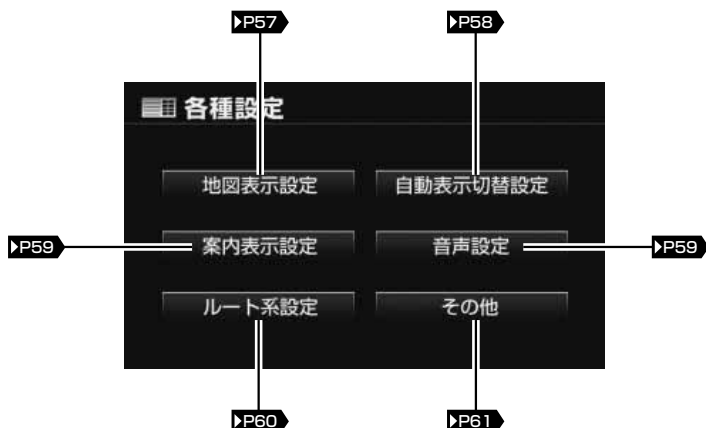 ▶P57 ▶P58
各種設定
地図表示設定 自動表示切替設定
▶P59 案内表示設定 音声設定 ▶P59
ルート系設定 その他
▶P60 ▶P61